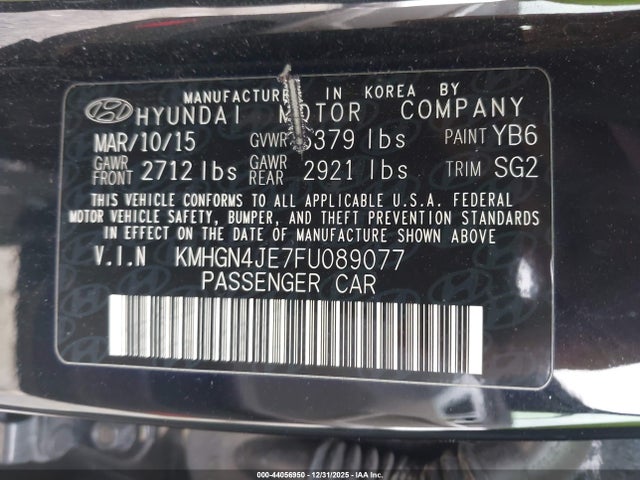 MANUFACTURED IN KOREA BY
HYUNDAI MOTOR COMPANY
MAR/10/15 GVWR 5379 lbs PAINT YB6
GAWR FRONT 2712 lbs GAWR REAR 2921 lbs TRIM SG2
THIS VEHICLE CONFORMS TO ALL APPLICABLE U.S.A. FEDERAL
MOTOR VEHICLE SAFETY, BUMPER, AND THEFT PREVENTION STANDARDS
IN EFFECT ON THE DATE OF MANUFACTURE SHOWN ABOVE
V.I.N KMHGN4JE7FU089077
PASSENGER CAR
000-44056950 - 12/31/2025 - IAA Inc.